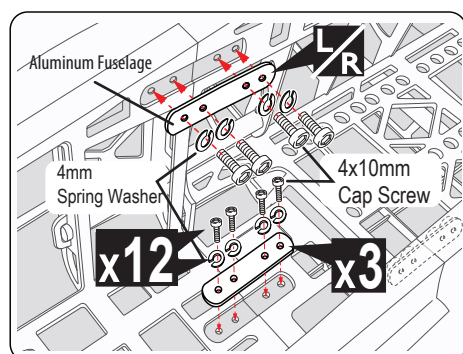 Aluminum Fuselage
L/R
4mm
Spring Washer
4x10mm
Cap Screw
x12
x3